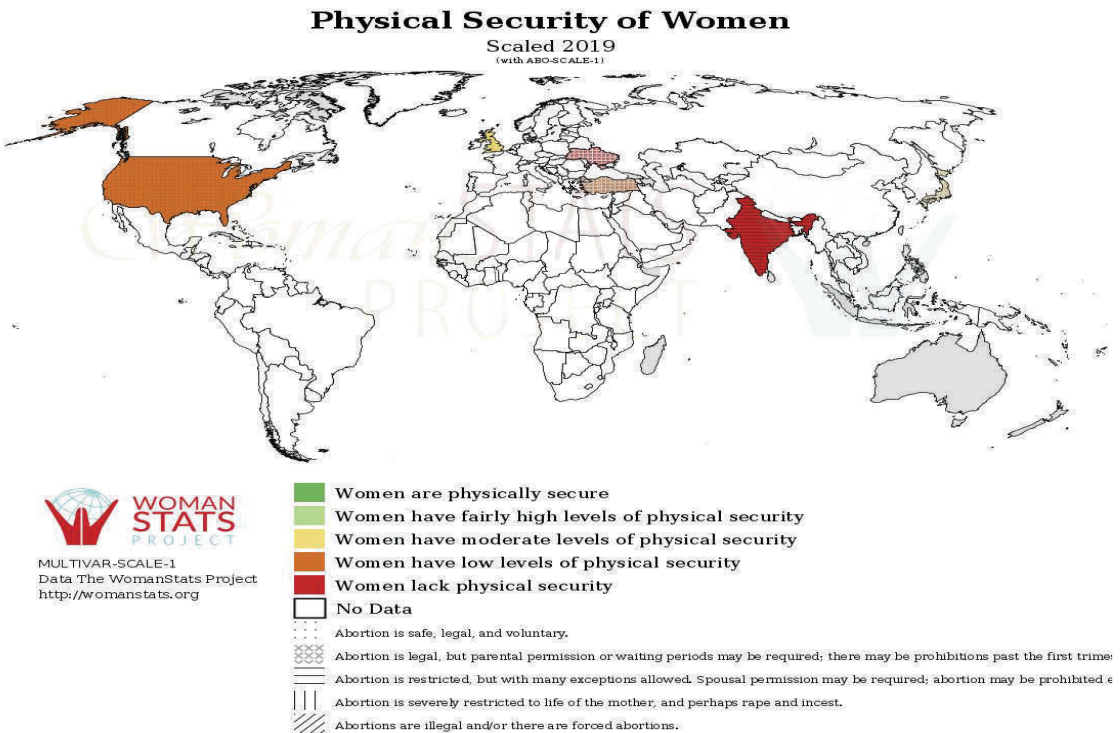 Physical Security of Women
Scaled 2019
(with ABO-SCALE-1)
Woman STATS
PROJECT
WOMAN
STATS
PROJECT
MULTIVAR-SCALE-1
Data The WomanStats Project
http://womanstats.org
Women are physically secure
Women have fairly high levels of physical security
Women have moderate levels of physical security
Women have low levels of physical security
Women lack physical security
No Data
Abortion is safe, legal, and voluntary.
Abortion is legal, but parental permission or waiting periods may be required; there may be prohibitions past the first trimes
Abortion is restricted, but with many exceptions allowed. Spousal permission may be required; abortion may be prohibited e
Abortion is severely restricted to life of the mother, and perhaps rape and incest.
Abortions are illegal and/or there are forced abortions.